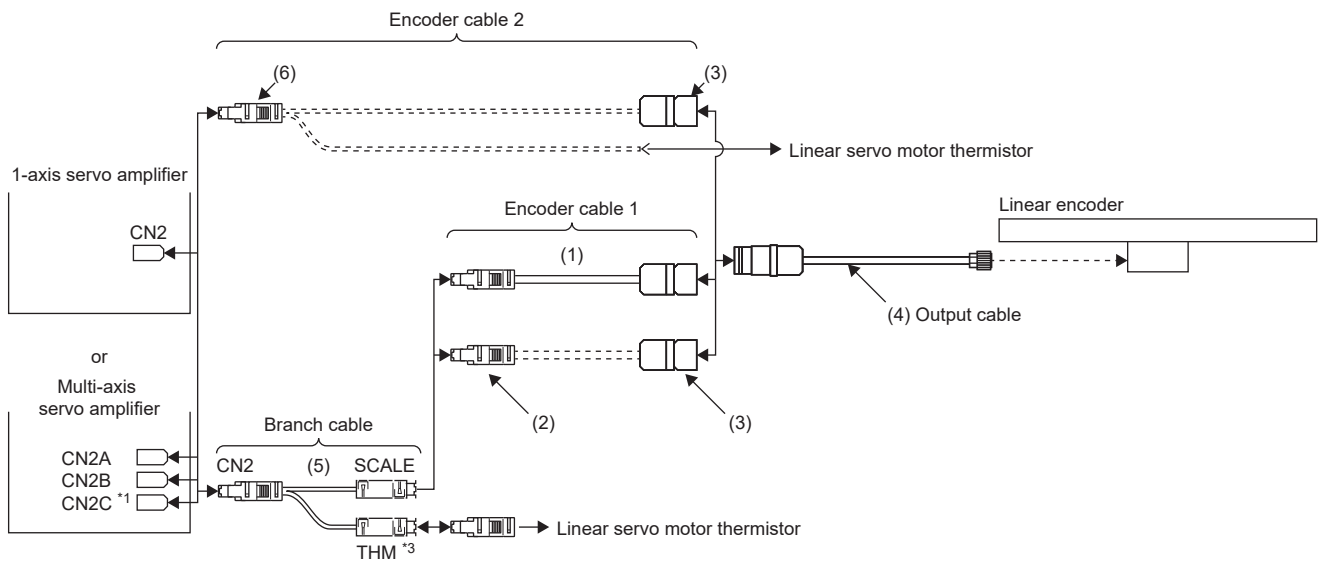 Encoder cable 2
(6)
(3)
Linear servo motor thermistor
1-axis servo amplifier
CN2
Encoder cable 1
(1)
Linear encoder
(4) Output cable
or
Multi-axis
servo amplifier
(2)
(3)
Branch cable
CN2
(5)
SCALE
CN2A
CN2B
CN2C *1
Linear servo motor thermistor
THM *3